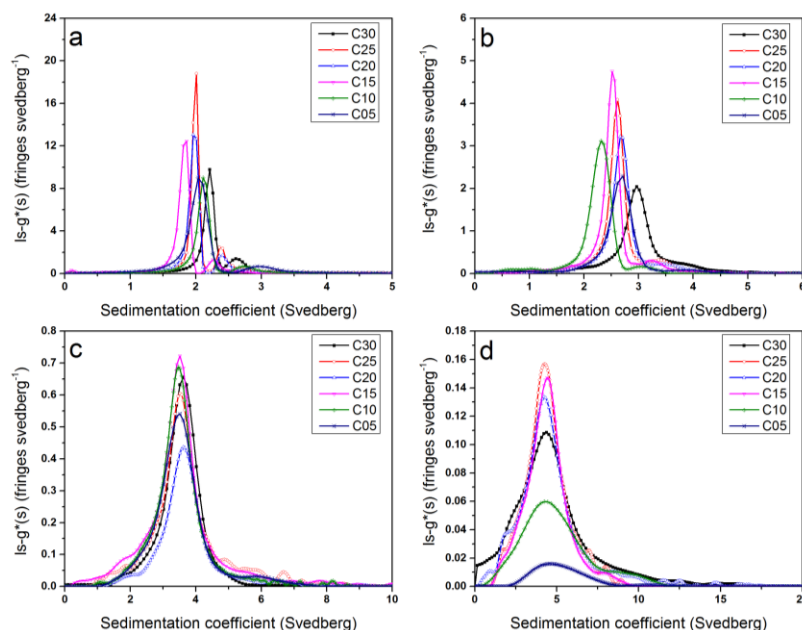 a
C30
C25
C20
C15
C10
C05
24
20
16
12
8
4
0
ls-g*(s) (fringes svedberg⁻¹)
0 1 2 3 4 5
Sedimentation coefficient (Svedberg)
b
C30
C25
C20
C15
C10
C05
6
5
4
3
2
1
0
ls-g*(s) (fringes svedberg⁻¹)
0 2 3 4 5 6
Sedimentation coefficient (Svedberg)
c
C30
C25
C20
C15
C10
C05
0.8
0.7
0.6
0.5
0.4
0.3
0.2
0.1
0.0
ls-g*(s) (fringes svedberg⁻¹)
0 2 4 6 8 10
Sedimentation coefficient (Svedberg)
d
C30
C25
C20
C15
C10
C05
0.18
0.16
0.14
0.12
0.10
0.08
0.06
0.04
0.02
0.00
ls-g*(s) (fringes svedberg⁻¹)
0 5 10 15 20
Sedimentation coefficient (Svedberg)